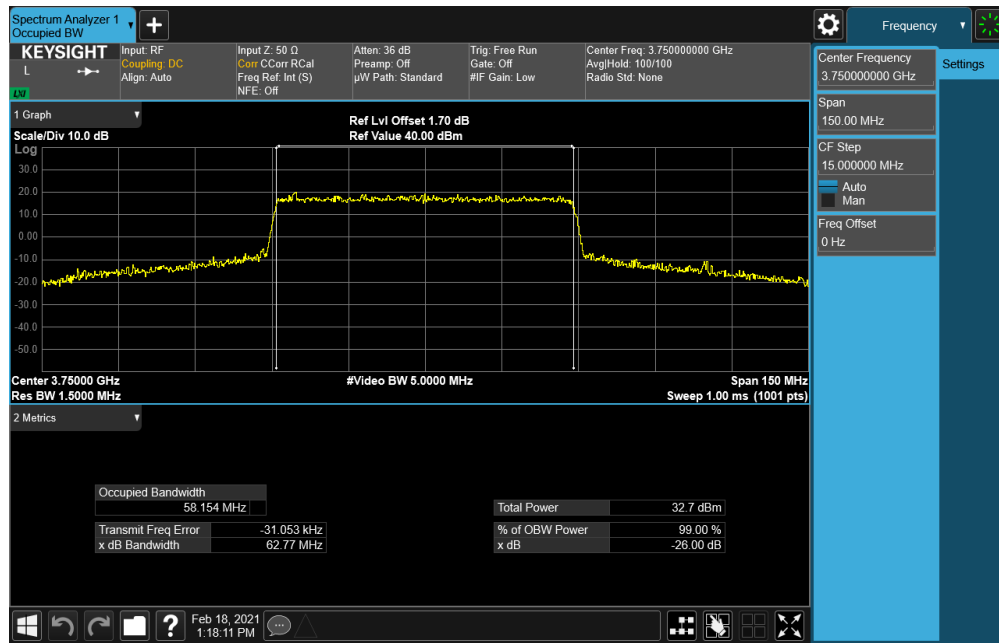 Spectrum Analyzer 1
Occupied BW
Frequency
KEYSIGHT
L
LXI
Input: RF
Coupling: DC
Align: Auto
Input Z: 50 Ω
Corr CCorr RCal
Freq Ref: Int (S)
NFE: Off
Atten: 36 dB
Preamp: Off
µW Path: Standard
Trig: Free Run
Gate: Off
#IF Gain: Low
Center Freq: 3.750000000 GHz
Avg|Hold: 100/100
Radio Std: None
Center Frequency
3.750000000 GHz
Settings
Span
150.00 MHz
CF Step
15.000000 MHz
Auto
Man
Freq Offset
0 Hz
1 Graph
Scale/Div 10.0 dB
Ref Lvl Offset 1.70 dB
Ref Value 40.00 dBm
Log
30.0
20.0
10.0
0.00
-10.0
-20.0
-30.0
-40.0
-50.0
Center 3.75000 GHz
#Video BW 5.0000 MHz
Span 150 MHz
Res BW 1.5000 MHz
Sweep 1.00 ms (1001 pts)
2 Metrics
Occupied Bandwidth
58.154 MHz
Transmit Freq Error -31.053 kHz
x dB Bandwidth 62.77 MHz
Total Power 32.7 dBm
% of OBW Power 99.00 %
x dB -26.00 dB
Feb 18, 2021
1:18:11 PM